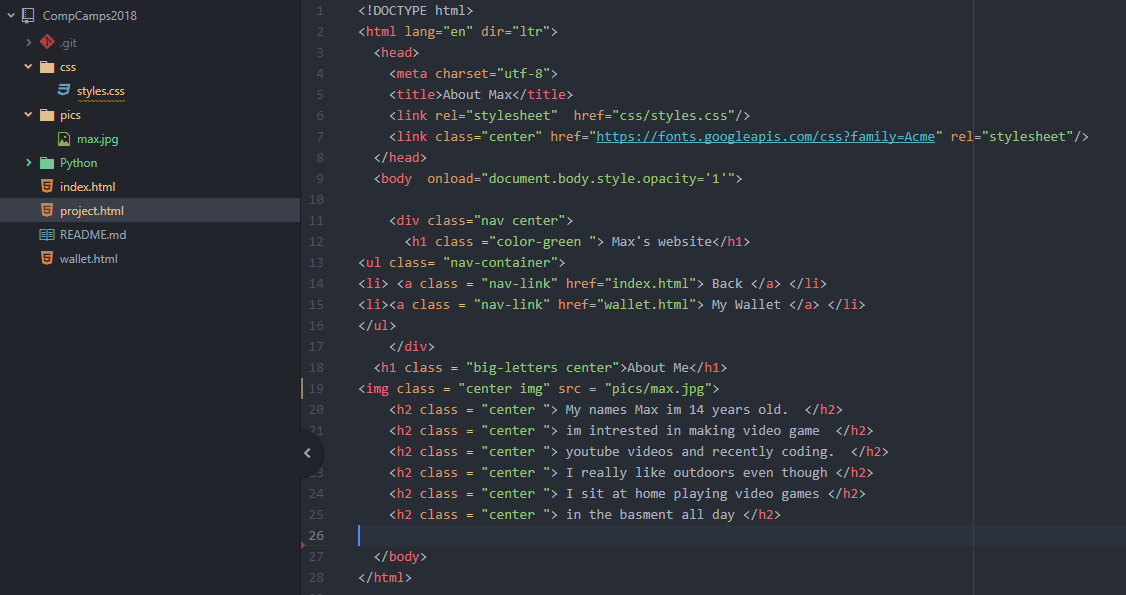 CompCamps2018
.git
css
styles.css
pics
max.jpg
Python
index.html
project.html
README.md
wallet.html
1 <!DOCTYPE html>
2 <html lang="en" dir="ltr">
3 <head>
4 <meta charset="utf-8">
5 <title>About Max</title>
6 <link rel="stylesheet"  href="css/styles.css"/>
7 <link class="center" href="https://fonts.googleapis.com/css?family=Acme" rel="stylesheet"/>
8 </head>
9 <body  onload="document.body.style.opacity='1'">
10
11 <div class="nav center">
12 <h1 class ="color-green "> Max's website</h1>
13 <ul class= "nav-container">
14 <li> <a class = "nav-link" href="index.html"> Back </a> </li>
15 <li><a class = "nav-link" href="wallet.html"> My Wallet </a> </li>
16 </ul>
17 </div>
18 <h1 class = "big-letters center">About Me</h1>
19 <img class = "center img" src = "pics/max.jpg">
20 <h2 class = "center "> My names Max im 14 years old.  </h2>
21 <h2 class = "center "> im intrested in making video game  </h2>
<h2 class = "center "> youtube videos and recently coding.  </h2>
3 <h2 class = "center "> I really like outdoors even though </h2>
24 <h2 class = "center "> I sit at home playing video games </h2>
25 <h2 class = "center "> in the basment all day </h2>
26
27 </body>
28 </html>